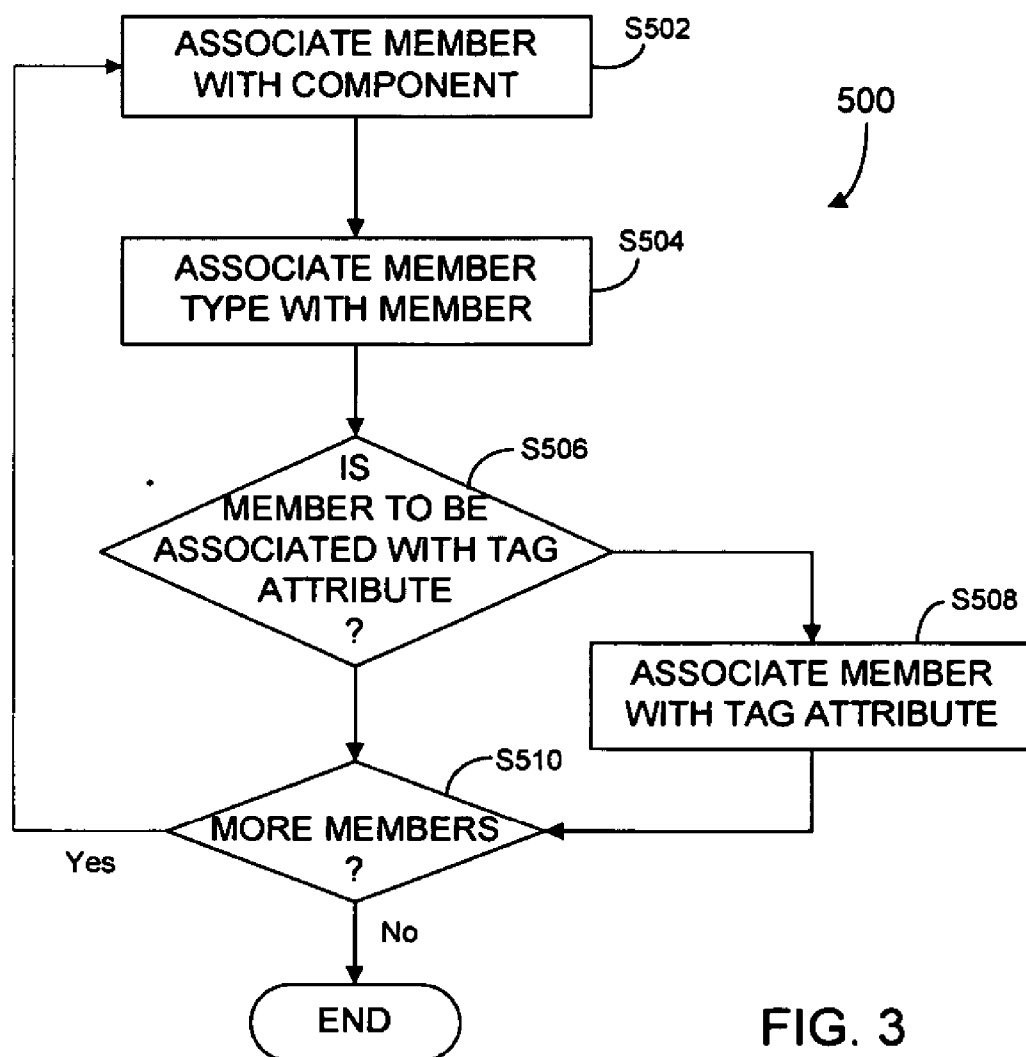 ASSOCIATE MEMBER
WITH COMPONENT
S502
500
ASSOCIATE MEMBER
TYPE WITH MEMBER
S504
IS
MEMBER TO BE
ASSOCIATED WITH TAG
ATTRIBUTE
?
S506
S508
ASSOCIATE MEMBER
WITH TAG ATTRIBUTE
S510
MORE MEMBERS
?
Yes
No
END
FIG. 3